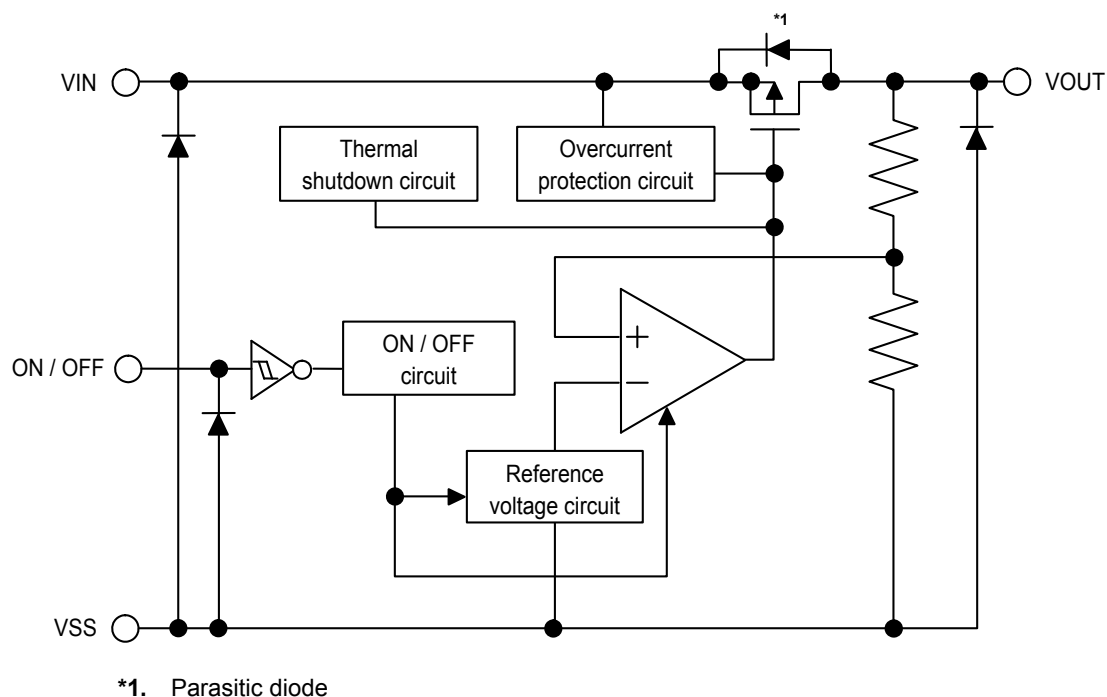 *1
VIN
VOUT
Thermal
shutdown circuit
Overcurrent
protection circuit
ON / OFF
ON / OFF
circuit
+
−
Reference
voltage circuit
VSS
*1. Parasitic diode